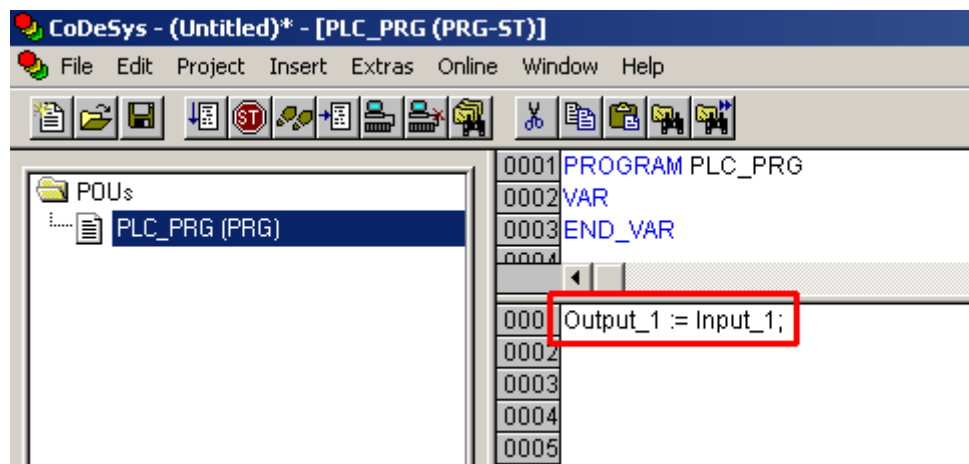 CoDeSys - (Untitled)* - [PLC_PRG (PRG-ST)]
File Edit Project Insert Extras Online Window Help
POUs
PLC_PRG (PRG)
0001 PROGRAM PLC_PRG
0002 VAR
0003 END_VAR
0004
000 Output_1 := Input_1;
0002
0003
0004
0005